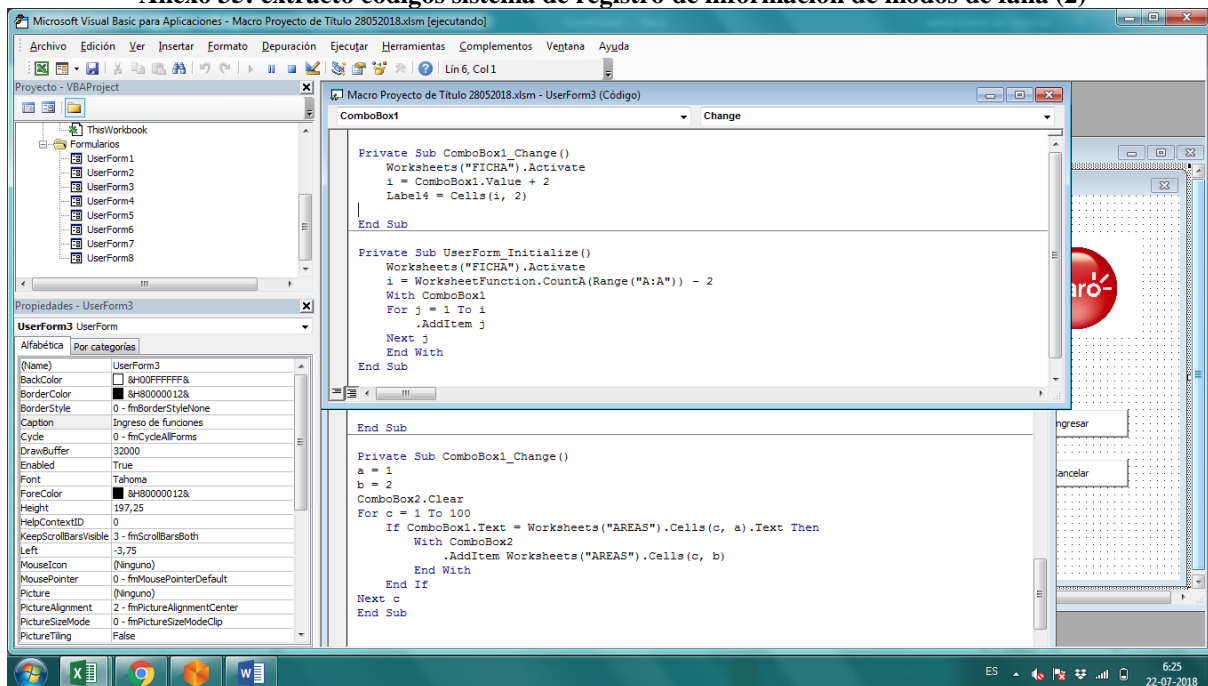 Anexo 35: extracto códigos sistema de registro de información de modos de falla (2)
Microsoft Visual Basic para Aplicaciones - Macro Proyecto de Título 28052018.xlsm [ejecutando]
Archivo Edición Ver Insertar Formato Depuración Ejecutar Herramientas Complementos Ventana Ayuda
Lín 6, Col 1
Proyecto - VBAProject
ThisWorkbook
Formularios
UserForm1
UserForm2
UserForm3
UserForm4
UserForm5
UserForm6
UserForm7
UserForm8
Propiedades - UserForm3
UserForm3 UserForm
Alfabética Por categorías
(Name) UserForm3
BackColor &H00FFFFFF&
BorderColor &H80000012&
BorderStyle 0 - fmBorderStyleNone
Caption Ingreso de funciones
Cycle 0 - fmCycleAllForms
DrawBuffer 32000
Enabled True
Font Tahoma
ForeColor &H80000012&
Height 197,25
HelpContextID 0
KeepScrollBarsVisible 3 - fmScrollBarsBoth
Left -3,75
MouseIcon (Ninguno)
MousePointer 0 - fmMousePointerDefault
Picture (Ninguno)
PictureAlignment 2 - fmPictureAlignmentCenter
PictureSizeMode 0 - fmPictureSizeModeClip
PictureTiling False
Macro Proyecto de Título 28052018.xlsm - UserForm3 (Código)
ComboBox1 Change
Private Sub ComboBox1_Change()
Worksheets("FICHA").Activate
i = ComboBox1.Value + 2
Label4 = Cells(i, 2)
End Sub
Private Sub UserForm_Initialize()
Worksheets("FICHA").Activate
i = WorksheetFunction.CountA(Range("A:A")) - 2
With ComboBox1
For j = 1 To i
.AddItem j
Next j
End With
End Sub
End Sub
Private Sub ComboBox1_Change()
a = 1
b = 2
ComboBox2.Clear
For c = 1 To 100
If ComboBox1.Text = Worksheets("AREAS").Cells(c, a).Text Then
With ComboBox2
.AddItem Worksheets("AREAS").Cells(c, b)
End With
End If
Next c
End Sub
aro
ngresar
Cancelar
ES
6:25
22-07-2018